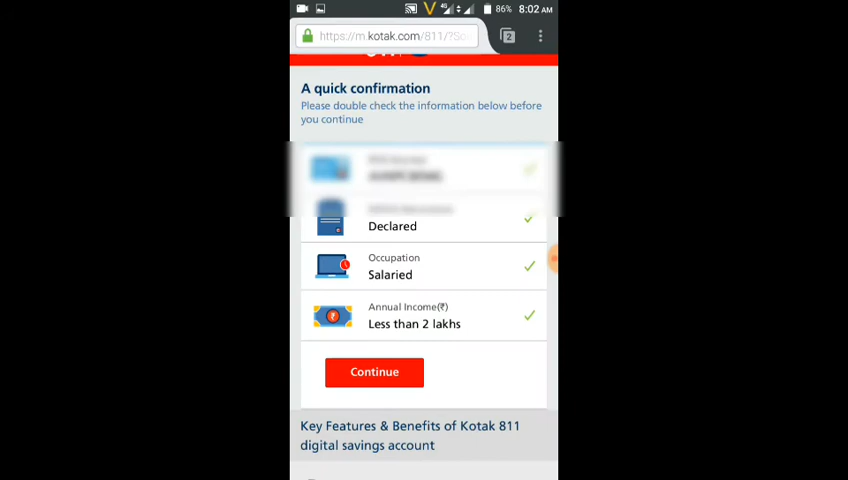 4G
86%
8:02 AM
https://m.kotak.com/811/?So
2
A quick confirmation
Please double check the information below before
you continue
Declared
Occupation
Salaried
Annual Income(₹)
Less than 2 lakhs
Continue
Key Features & Benefits of Kotak 811
digital savings account